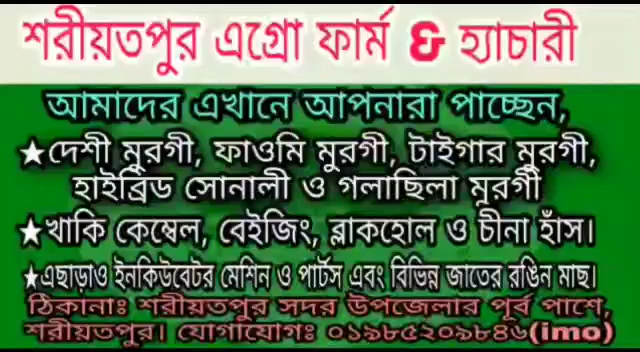 শরীয়তপুর এগ্রো ফার্ম & হ্যাচারী
আমাদের এখানে আপনারা পাচ্ছেন,
★দেশী মুরগী, ফাওমি মুরগী, টাইগার মুরগী,
হাইব্রিড সোনালী ও গলাছিলা মুরগী
★খাকি কেম্বেল, বেইজিং, ব্লাকহোল ও চীনা হাঁস।
★এছাড়াও ইনকিউবেটর মেশিন ও পার্টস এবং বিভিন্ন জাতের রঙিন মাছ।
ঠিকানাঃ শরীয়তপুর সদর উপজেলার পূর্ব পাশে,
শরীয়তপুর। যোগাযোগঃ ০১৯৮৫২০৯৮৪৬(imo)